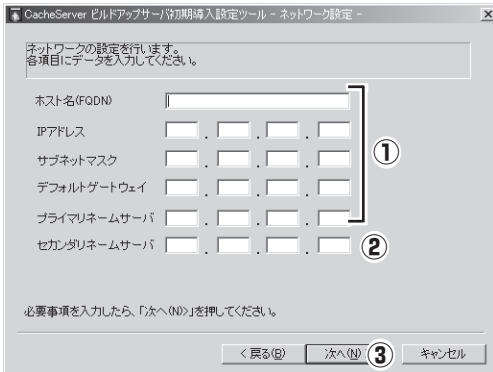 CacheServer ビルドアップサーバ初期導入設定ツール - ネットワーク設定 -
ネットワークの設定を行います。
各項目にデータを入力してください。
ホスト名(FQDN)
IPアドレス
サブネットマスク
デフォルトゲートウェイ
プライマリネームサーバ
①
セカンダリネームサーバ
②
必要事項を入力したら、「次へ(N)>」を押してください。
< 戻る(B)
次へ(N)
③
キャンセル